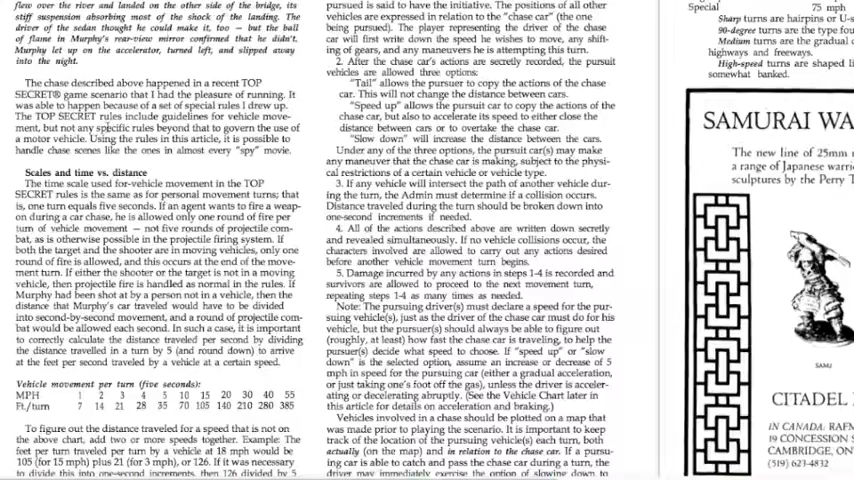 flew over the river and landed on the other side of the bridge, its
stiff suspension absorbing most of the shock of the landing. The
driver of the sedan thought he could make it, too — but the ball
of flame in Murphy's rear-view mirror confirmed that he didn't.
Murphy let up on the accelerator, turned left, and slipped away
into the night.
The chase described above happened in a recent TOP
SECRET® game scenario that I had the pleasure of running. It
was able to happen because of a set of special rules I drew up.
The TOP SECRET rules include guidelines for vehicle move-
ment, but not any specific rules beyond that to govern the use of
a motor vehicle. Using the rules in this article, it is possible to
handle chase scenes like the ones in almost every "spy" movie.
Scales and time vs. distance
The time scale used for-vehicle movement in the TOP
SECRET rules is the same as for personal movement turns; that
is, one turn equals five seconds. If an agent wants to fire a weap-
on during a car chase, he is allowed only one round of fire per
turn of vehicle movement — not five rounds of projectile com-
bat, as is otherwise possible in the projectile firing system. If
both the target and the shooter are in moving vehicles, only one
round of fire is allowed, and this occurs at the end of the move-
ment turn. If either the shooter or the target is not in a moving
vehicle, then projectile fire is handled as normal in the rules. If
Murphy had been shot at by a person not in a vehicle, then the
distance that Murphy's car traveled would have to be divided
into second-by-second movement, and a round of projectile com-
bat would be allowed each second. In such a case, it is important
to correctly calculate the distance traveled per second by dividing
the distance travelled in a turn by 5 (and round down) to arrive
at the feet per second traveled by a vehicle at a certain speed.
Vehicle movement per turn (five seconds):
MPH 1 2 3 4 5 10 15 20 30 40 55
Ft./turn 7 14 21 28 35 70 105 140 210 280 385
To figure out the distance traveled for a speed that is not on
the above chart, add two or more speeds together. Example: The
feet per turn traveled per turn by a vehicle at 18 mph would be
105 (for 15 mph) plus 21 (for 3 mph), or 126. If it was necessary
to divide this into one-second increments, then 126 divided by 5
pursued is said to have the initiative. The positions of all other
vehicles are expressed in relation to the "chase car" (the one
being pursued). The player representing the driver of the chase
car will first write down the speed he wishes to move, any shift-
ing of gears, and any maneuvers he is attempting this turn.
2. After the chase car's actions are secretly recorded, the pursuit
vehicles are allowed three options:
"Tail" allows the pursuer to copy the actions of the chase
car. This will not change the distance between cars.
"Speed up" allows the pursuit car to copy the actions of the
chase car, but also to accelerate its speed to either close the
distance between cars or to overtake the chase car.
"Slow down" will increase the distance between the cars.
Under any of the three options, the pursuit car(s) may make
any maneuver that the chase car is making, subject to the physi-
cal restrictions of a certain vehicle or vehicle type.
3. If any vehicle will intersect the path of another vehicle dur-
ing the turn, the Admin must determine if a collision occurs.
Distance traveled during the turn should be broken down into
one-second increments if needed.
4. All of the actions described above are written down secretly
and revealed simultaneously. If no vehicle collisions occur, the
characters involved are allowed to carry out any actions desired
before another vehicle movement turn begins.
5. Damage incurred by any actions in steps 1-4 is recorded and
survivors are allowed to proceed to the next movement turn,
repeating steps 1-4 as many times as needed.
Note: The pursuing driver(s) must declare a speed for the pur-
suing vehicle(s), just as the driver of the chase car must do for his
vehicle, but the pursuer(s) should always be able to figure out
(roughly, at least) how fast the chase car is traveling, to help the
pursuer(s) decide what speed to choose. If "speed up" or "slow
down" is the selected option, assume an increase or decrease of 5
mph in speed for the pursuing car (either a gradual acceleration,
or just taking one's foot off the gas), unless the driver is acceler-
ating or decelerating abruptly. (See the Vehicle Chart later in
this article for details on acceleration and braking.)
Vehicles involved in a chase should be plotted on a map that
was made prior to playing the scenario. It is important to keep
track of the location of the pursuing vehicle(s) each turn, both
actually (on the map) and in relation to the chase car. If a pursu-
ing car is able to catch and pass the chase car during a turn, the
driver may immediately exercise the option of slowing down to
Special 75 mph
Sharp turns are hairpins or U-s
90-degree turns are the type fou
Medium turns are the gradual c
highways and freeways.
High-speed turns are shaped li
somewhat banked.
SAMURAI WA
The new line of 25mm r
a range of Japanese warrio
sculptures by the Perry T
SAMU
CITADEL
IN CANADA: RAFM
19 CONCESSION S
CAMBRIDGE, ON
(519) 623-4832